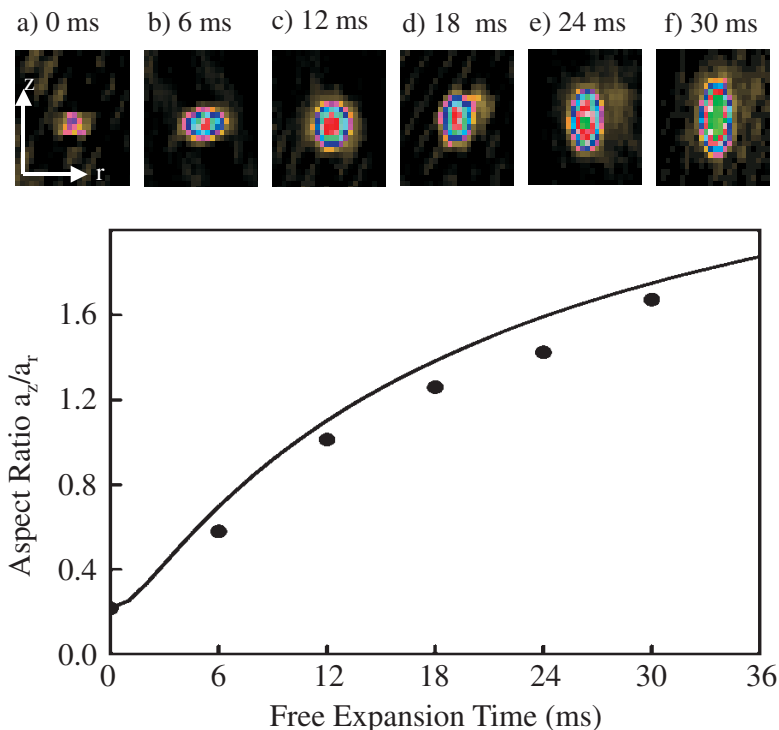 a) 0 ms b) 6 ms c) 12 ms d) 18 ms e) 24 ms f) 30 ms
z
r
1.6
1.2
0.8
0.4
0.0
Aspect Ratio a_z/a_r
0 6 12 18 24 30 36
Free Expansion Time (ms)